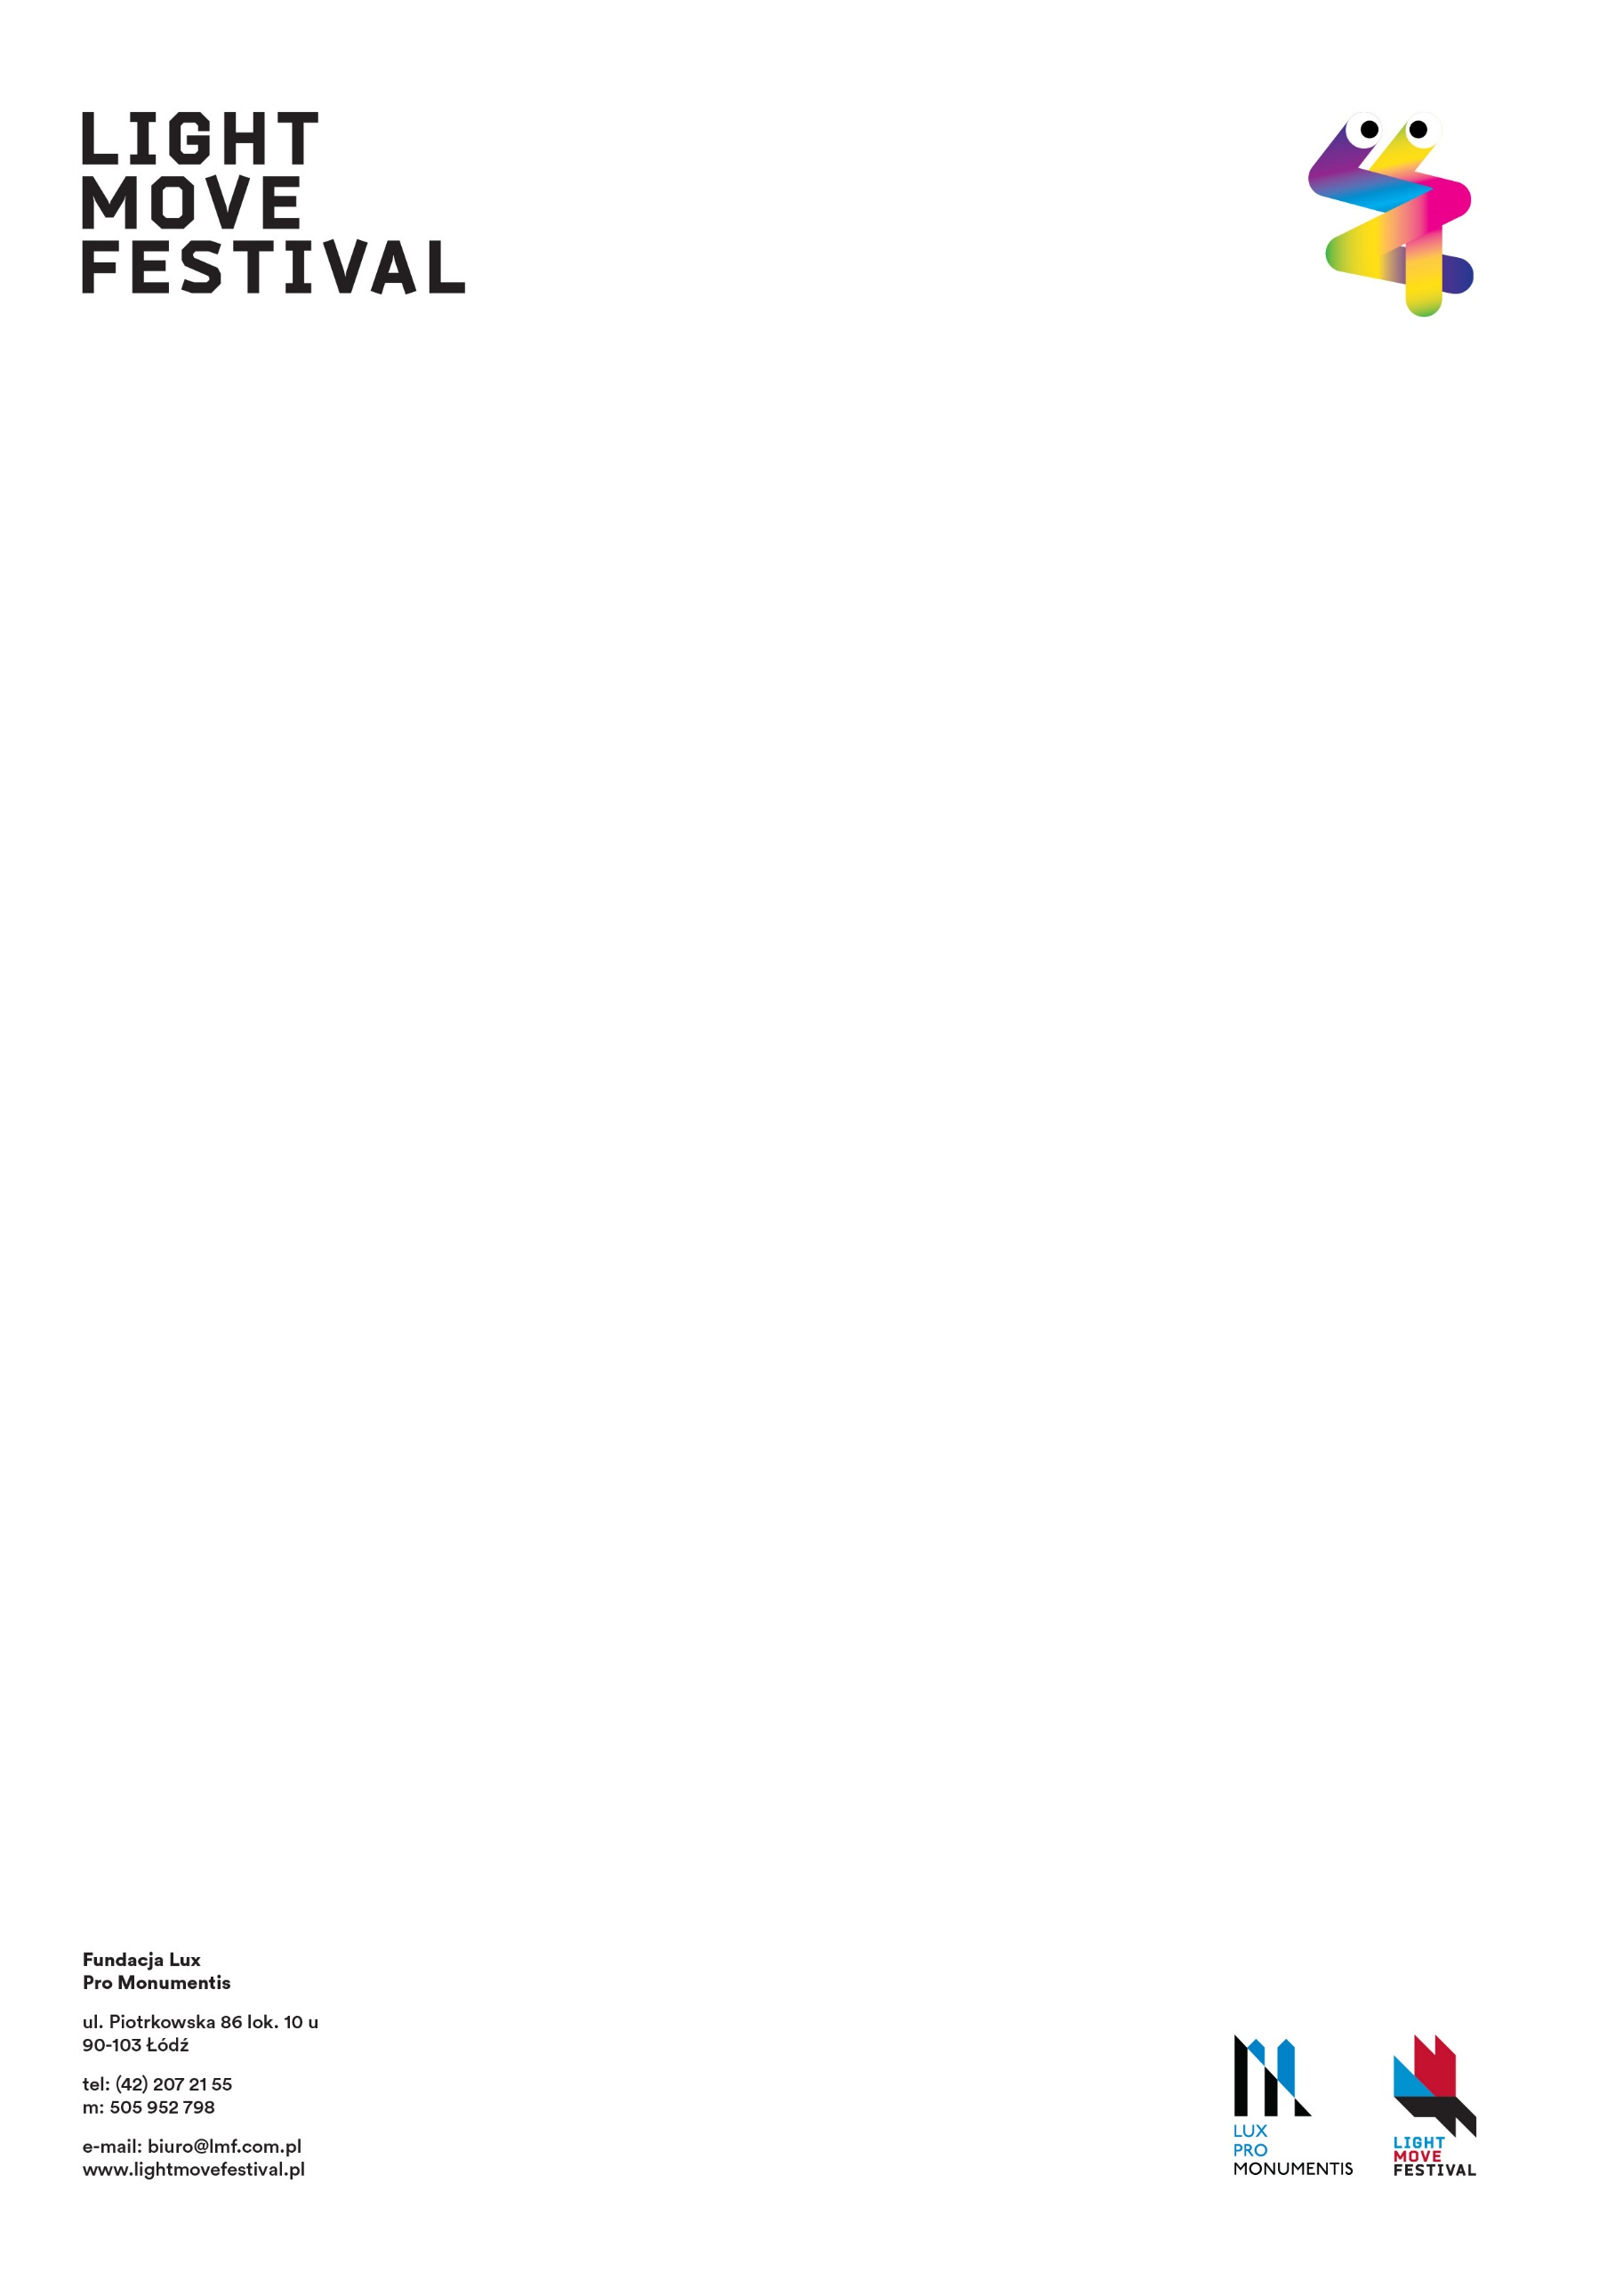 LIGHT
MOVE
FESTIVAL
Fundacja Lux
Pro Monumentis
ul. Piotrkowska 86 lok. 10 u
90-103 Łódź
tel: (42) 207 21 55
m: 505 952 798
e-mail: biuro@lmf.com.pl
www.lightmovefestival.pl
LUX
PRO
MONUMENTIS
LIGHT
MOVE
FESTIVAL